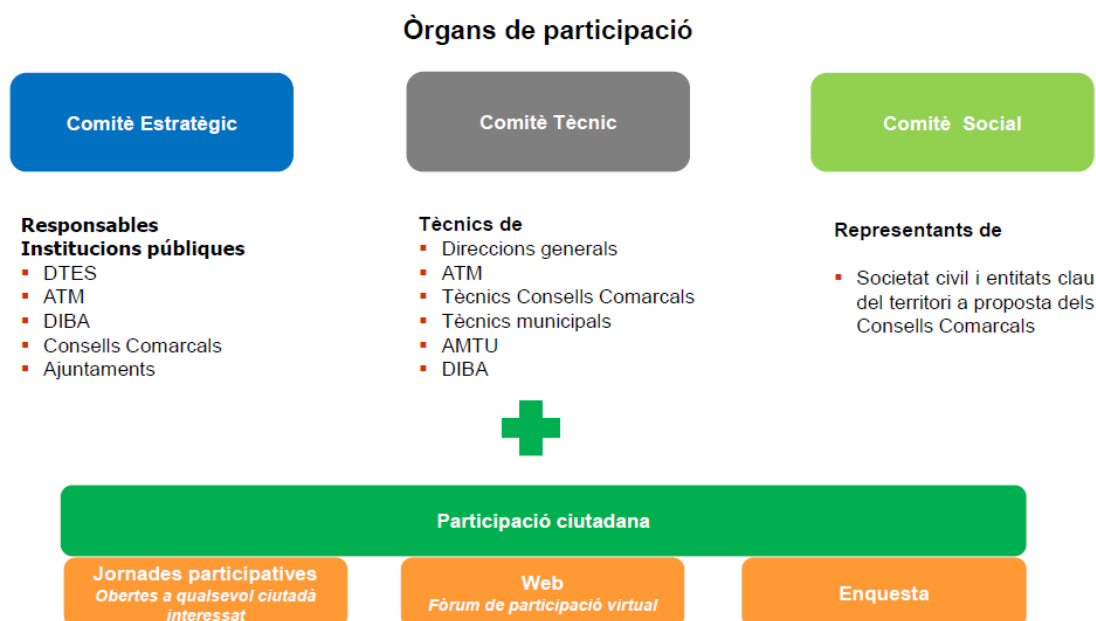 Òrgans de participació
Comitè Estratègic
Responsables
Institucions públiques
▪ DTES
▪ ATM
▪ DIBA
▪ Consells Comarcals
▪ Ajuntaments
Comitè Tècnic
Tècnics de
▪ Direccions generals
▪ ATM
▪ Tècnics Consells Comarcals
▪ Tècnics municipals
▪ AMTU
▪ DIBA
Comitè Social
Representants de
▪ Societat civil i entitats clau
del territori a proposta dels
Consells Comarcals
Participació ciutadana
Jornades participatives
Obertes a qualsevol ciutadà
interessat
Web
Fòrum de participació virtual
Enquesta